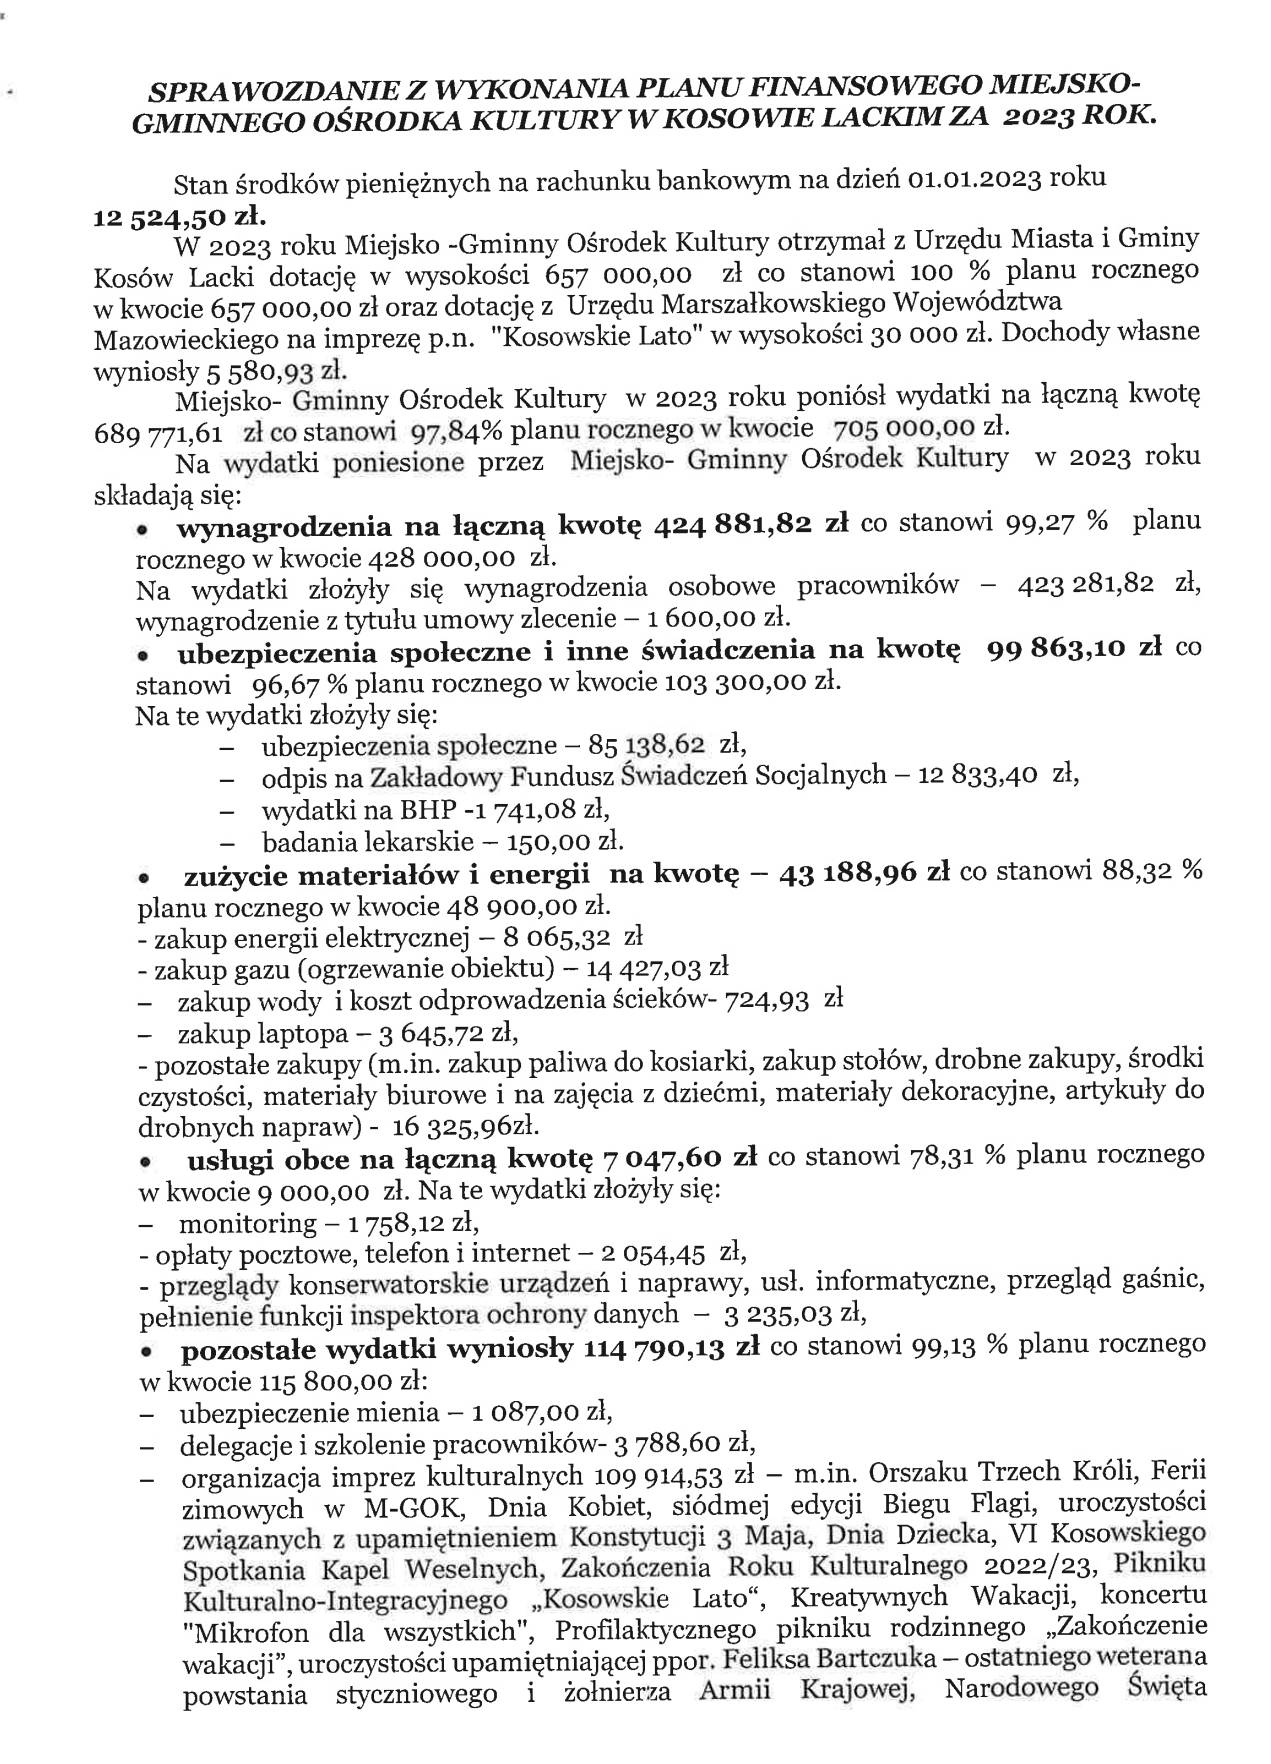 SPRAWOZDANIE Z WYKONANIA PLANU FINANSOWEGO MIEJSKO-
GMINNEGO OŚRODKA KULTURY W KOSOWIE LACKIM ZA 2023 ROK.
Stan środków pieniężnych na rachunku bankowym na dzień 01.01.2023 roku
12 524,50 zł.
W 2023 roku Miejsko -Gminny Ośrodek Kultury otrzymał z Urzędu Miasta i Gminy
Kosów Lacki dotację w wysokości 657 000,00 zł co stanowi 100 % planu rocznego
w kwocie 657 000,00 zł oraz dotację z Urzędu Marszałkowskiego Województwa
Mazowieckiego na imprezę p.n. "Kosowskie Lato" w wysokości 30 000 zł. Dochody własne
wyniosły 5 580,93 zł.
Miejsko- Gminny Ośrodek Kultury w 2023 roku poniósł wydatki na łączną kwotę
689 771,61 zł co stanowi 97,84% planu rocznego w kwocie 705 000,00 zł.
Na wydatki poniesione przez Miejsko- Gminny Ośrodek Kultury w 2023 roku
składają się:
• wynagrodzenia na łączną kwotę 424 881,82 zł co stanowi 99,27 % planu
rocznego w kwocie 428 000,00 zł.
Na wydatki złożyły się wynagrodzenia osobowe pracowników – 423 281,82 zł,
wynagrodzenie z tytułu umowy zlecenie – 1 600,00 zł.
• ubezpieczenia społeczne i inne świadczenia na kwotę 99 863,10 zł co
stanowi 96,67 % planu rocznego w kwocie 103 300,00 zł.
Na te wydatki złożyły się:
– ubezpieczenia społeczne – 85 138,62 zł,
– odpis na Zakładowy Fundusz Świadczeń Socjalnych – 12 833,40 zł,
– wydatki na BHP -1 741,08 zł,
– badania lekarskie – 150,00 zł.
• zużycie materiałów i energii na kwotę – 43 188,96 zł co stanowi 88,32 %
planu rocznego w kwocie 48 900,00 zł.
- zakup energii elektrycznej – 8 065,32 zł
- zakup gazu (ogrzewanie obiektu) – 14 427,03 zł
– zakup wody i koszt odprowadzenia ścieków- 724,93 zł
– zakup laptopa – 3 645,72 zł,
- pozostałe zakupy (m.in. zakup paliwa do kosiarki, zakup stołów, drobne zakupy, środki
czystości, materiały biurowe i na zajęcia z dziećmi, materiały dekoracyjne, artykuły do
drobnych napraw) - 16 325,96zł.
• usługi obce na łączną kwotę 7 047,60 zł co stanowi 78,31 % planu rocznego
w kwocie 9 000,00 zł. Na te wydatki złożyły się:
– monitoring – 1 758,12 zł,
- opłaty pocztowe, telefon i internet – 2 054,45 zł,
- przeglądy konserwatorskie urządzeń i naprawy, usł. informatyczne, przegląd gaśnic,
pełnienie funkcji inspektora ochrony danych – 3 235,03 zł,
• pozostałe wydatki wyniosły 114 790,13 zł co stanowi 99,13 % planu rocznego
w kwocie 115 800,00 zł:
– ubezpieczenie mienia – 1 087,00 zł,
– delegacje i szkolenie pracowników- 3 788,60 zł,
– organizacja imprez kulturalnych 109 914,53 zł – m.in. Orszaku Trzech Króli, Ferii
zimowych w M-GOK, Dnia Kobiet, siódmej edycji Biegu Flagi, uroczystości
związanych z upamiętnieniem Konstytucji 3 Maja, Dnia Dziecka, VI Kosowskiego
Spotkania Kapel Weselnych, Zakończenia Roku Kulturalnego 2022/23, Pikniku
Kulturalno-Integracyjnego „Kosowskie Lato“, Kreatywnych Wakacji, koncertu
"Mikrofon dla wszystkich", Profilaktycznego pikniku rodzinnego „Zakończenie
wakacji”, uroczystości upamiętniającej ppor. Feliksa Bartczuka – ostatniego weterana
powstania styczniowego i żołnierza Armii Krajowej, Narodowego Święta